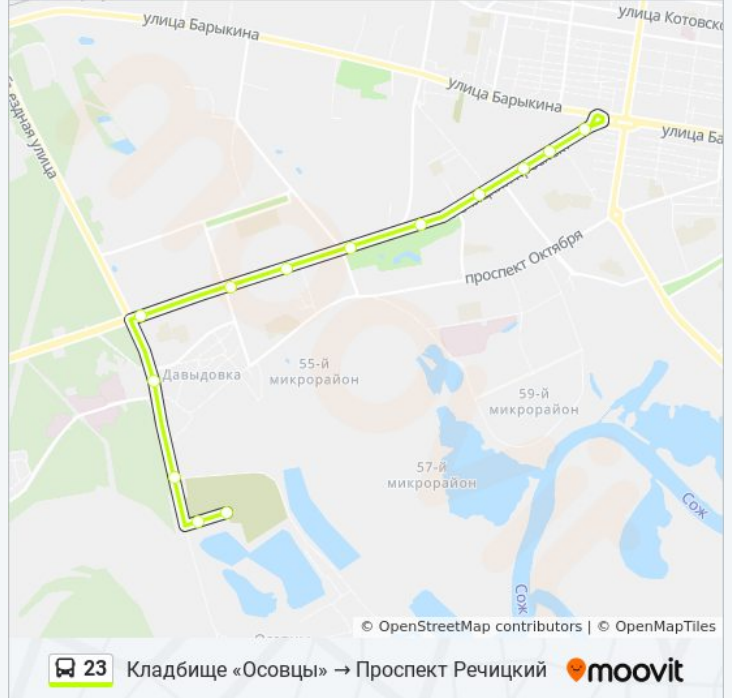 улица Барыкина
улица Котовск
ездная улица
улица Барыкина
улица Ба
проспект Октября
Давыдовка
55-й
микрорайон
59-й
микрорайон
57-й
микрорайон
Сож
Сож
© OpenStreetMap contributors | © OpenMapTiles
23 Кладбище «Осовцы» → Проспект Речицкий moovit